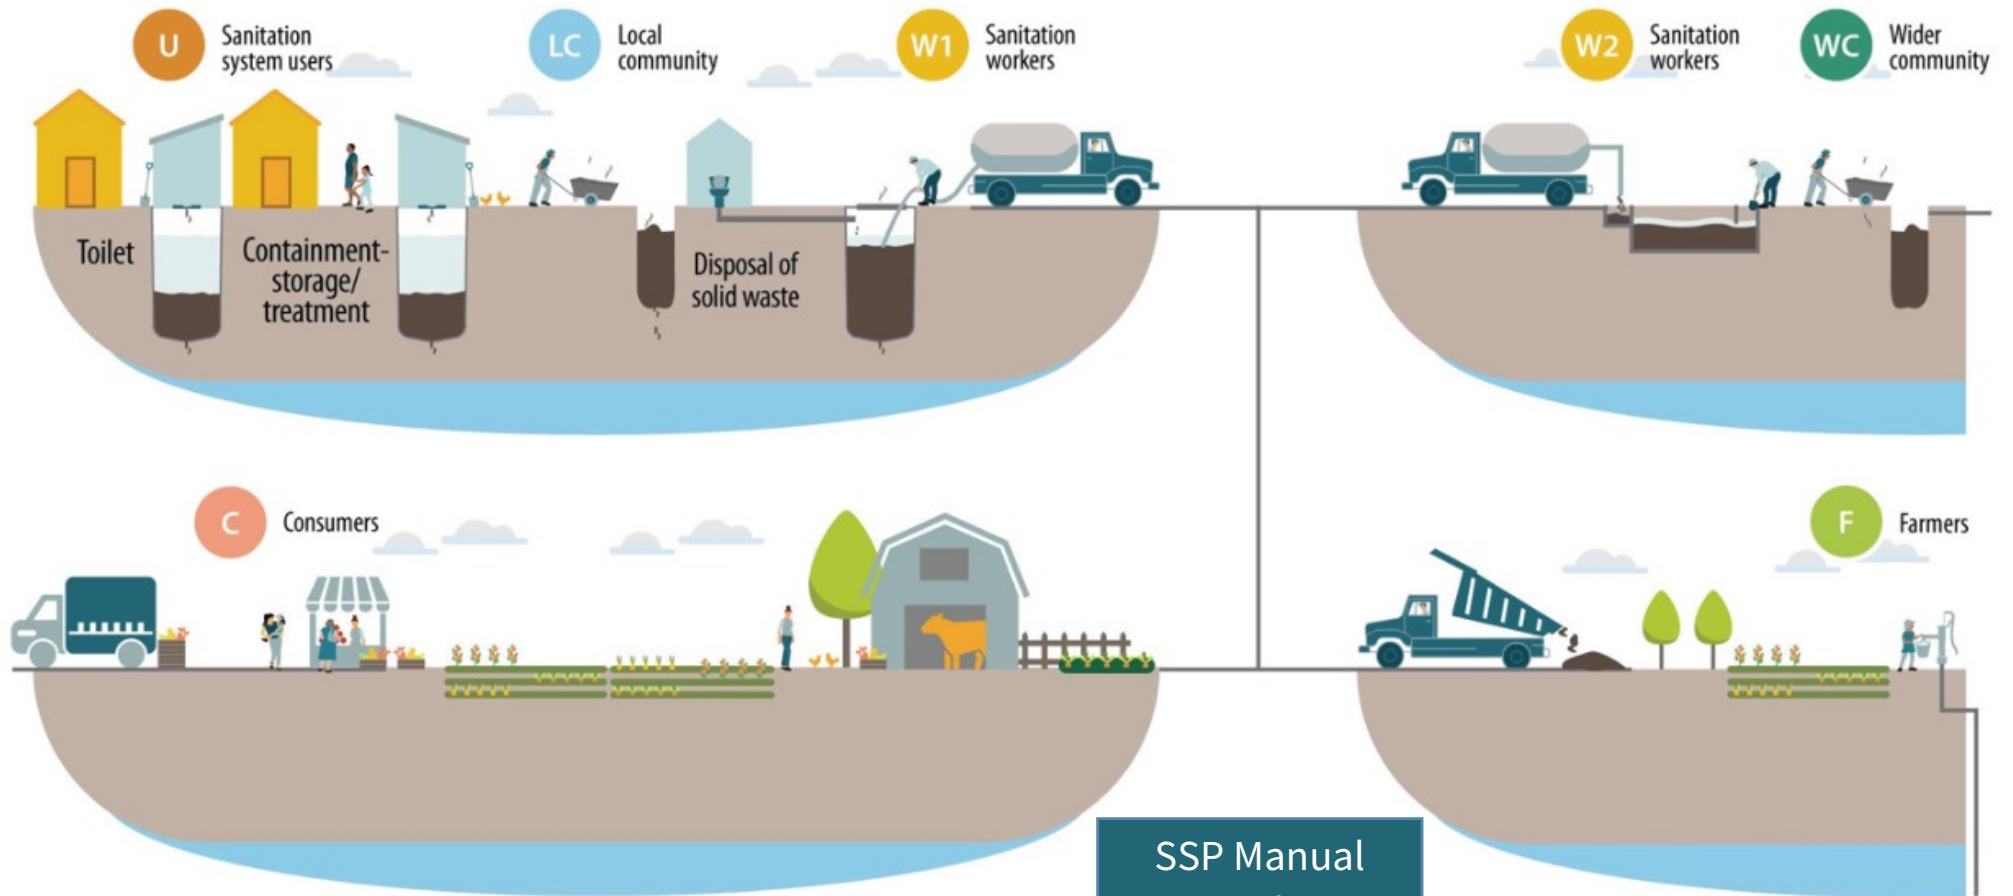 U
Sanitation
system users
LC
Local
community
W1
Sanitation
workers
W2
Sanitation
workers
WC
Wider
community
Toilet
Containment-
storage/
treatment
Disposal of
solid waste
C
Consumers
F
Farmers
SSP Manual